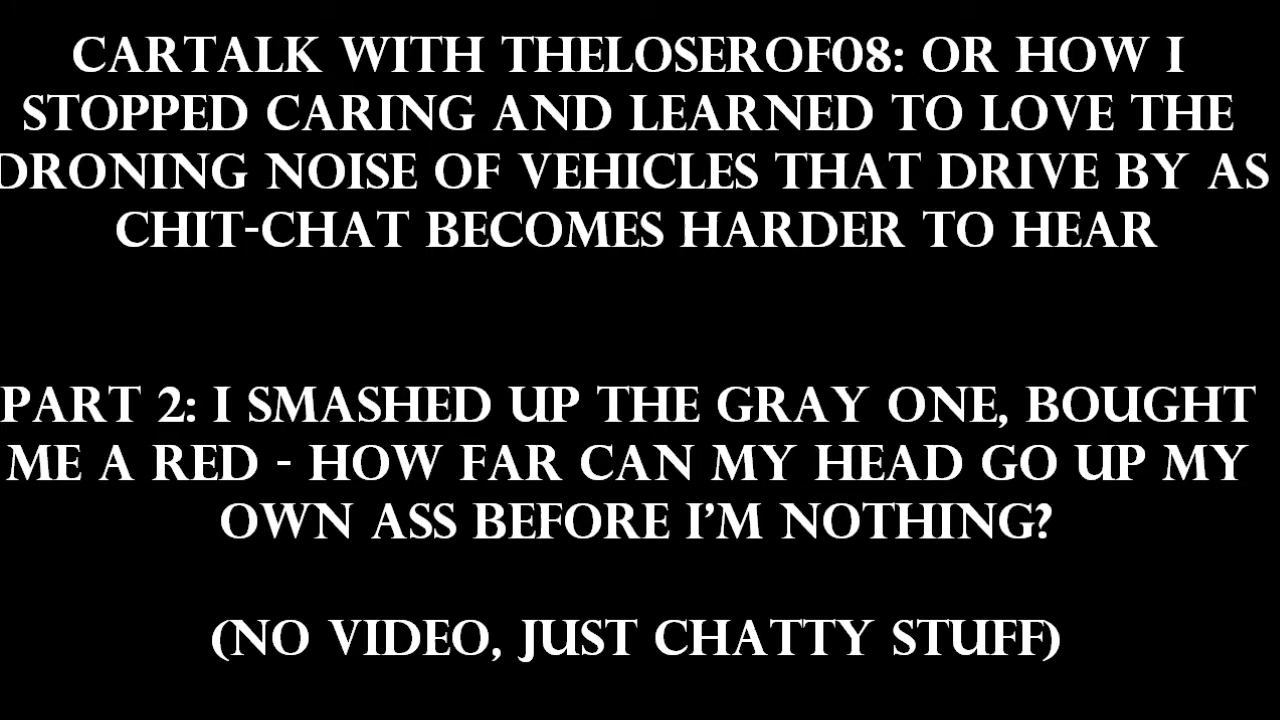 CARTALK WITH THELOSEROF08: OR HOW I
STOPPED CARING AND LEARNED TO LOVE THE
DRONING NOISE OF VEHICLES THAT DRIVE BY AS
CHIT-CHAT BECOMES HARDER TO HEAR
PART 2: I SMASHED UP THE GRAY ONE, BOUGHT
ME A RED - HOW FAR CAN MY HEAD GO UP MY
OWN ASS BEFORE I'M NOTHING?
(NO VIDEO, JUST CHATTY STUFF)